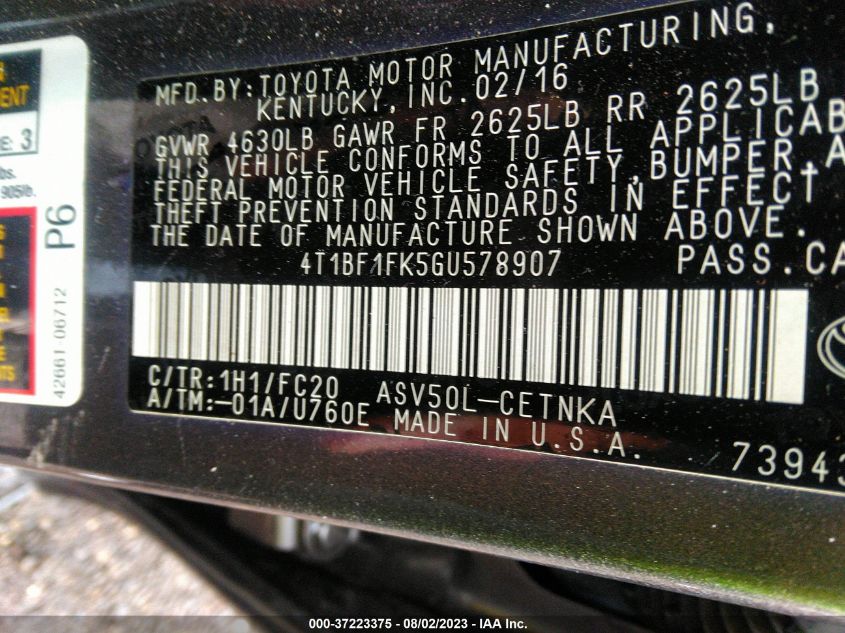 MFD.BY:TOYOTA MOTOR MANUFACTURING,
KENTUCKY,INC.02/16
GVWR 4630LB GAWR FR 2625LB RR 2625LB
THIS VEHICLE CONFORMS TO ALL APPLICAB
FEDERAL MOTOR VEHICLE SAFETY,BUMPER,A
THEFT PREVENTION STANDARDS IN EFFECT
THE DATE OF MANUFACTURE SHOWN ABOVE.
4T1BF1FK5GU578907 PASS.CA
C/TR:1H1/FC20 ASV50L-CETNKA
A/TM:-01A/U760E MADE IN U.S.A.
73943
E: 3
bs.
905lb.
P6
42661-06712
000-37223375 - 08/02/2023 - IAA Inc.